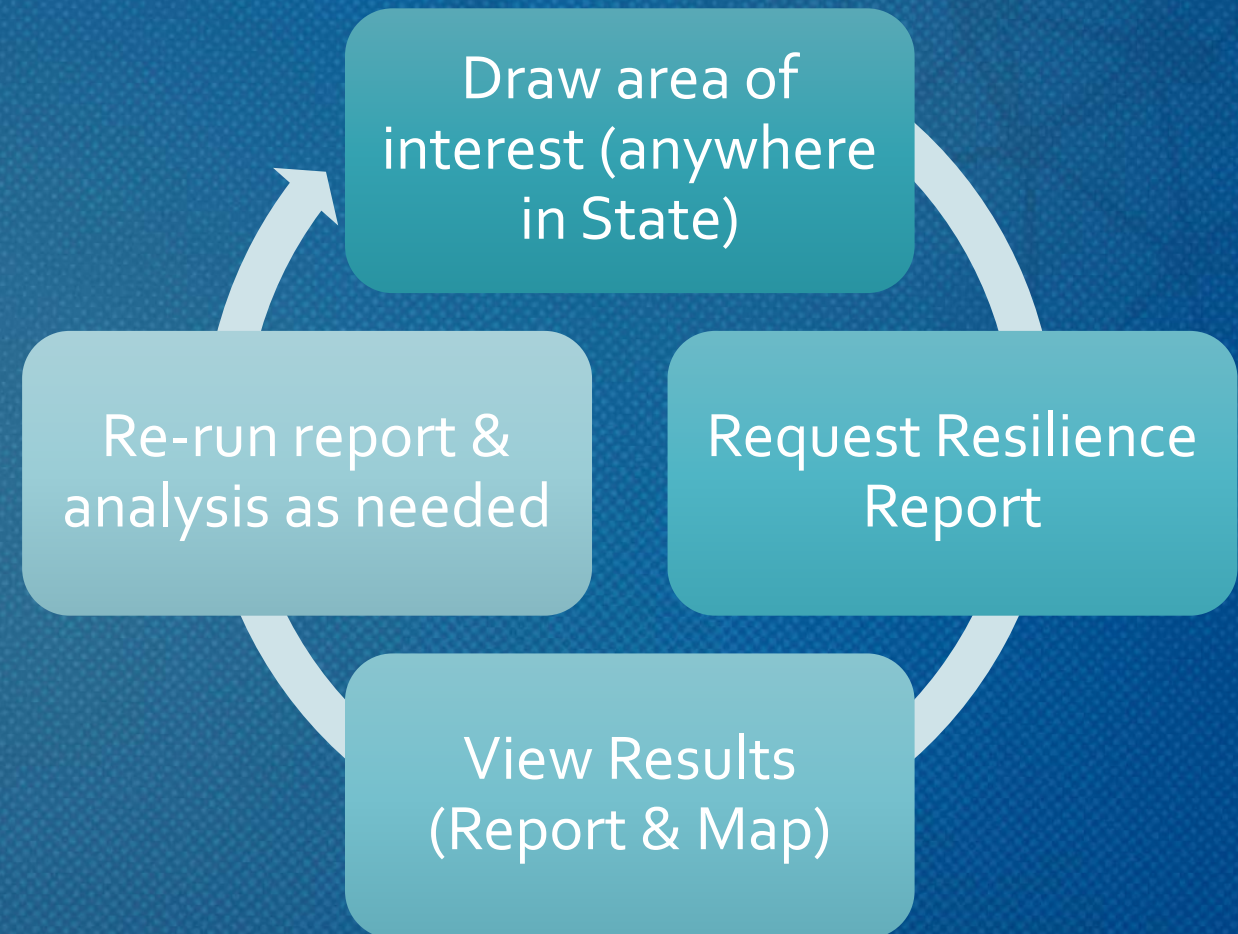 Draw area of
interest (anywhere
in State)
Request Resilience
Report
View Results
(Report & Map)
Re-run report &
analysis as needed